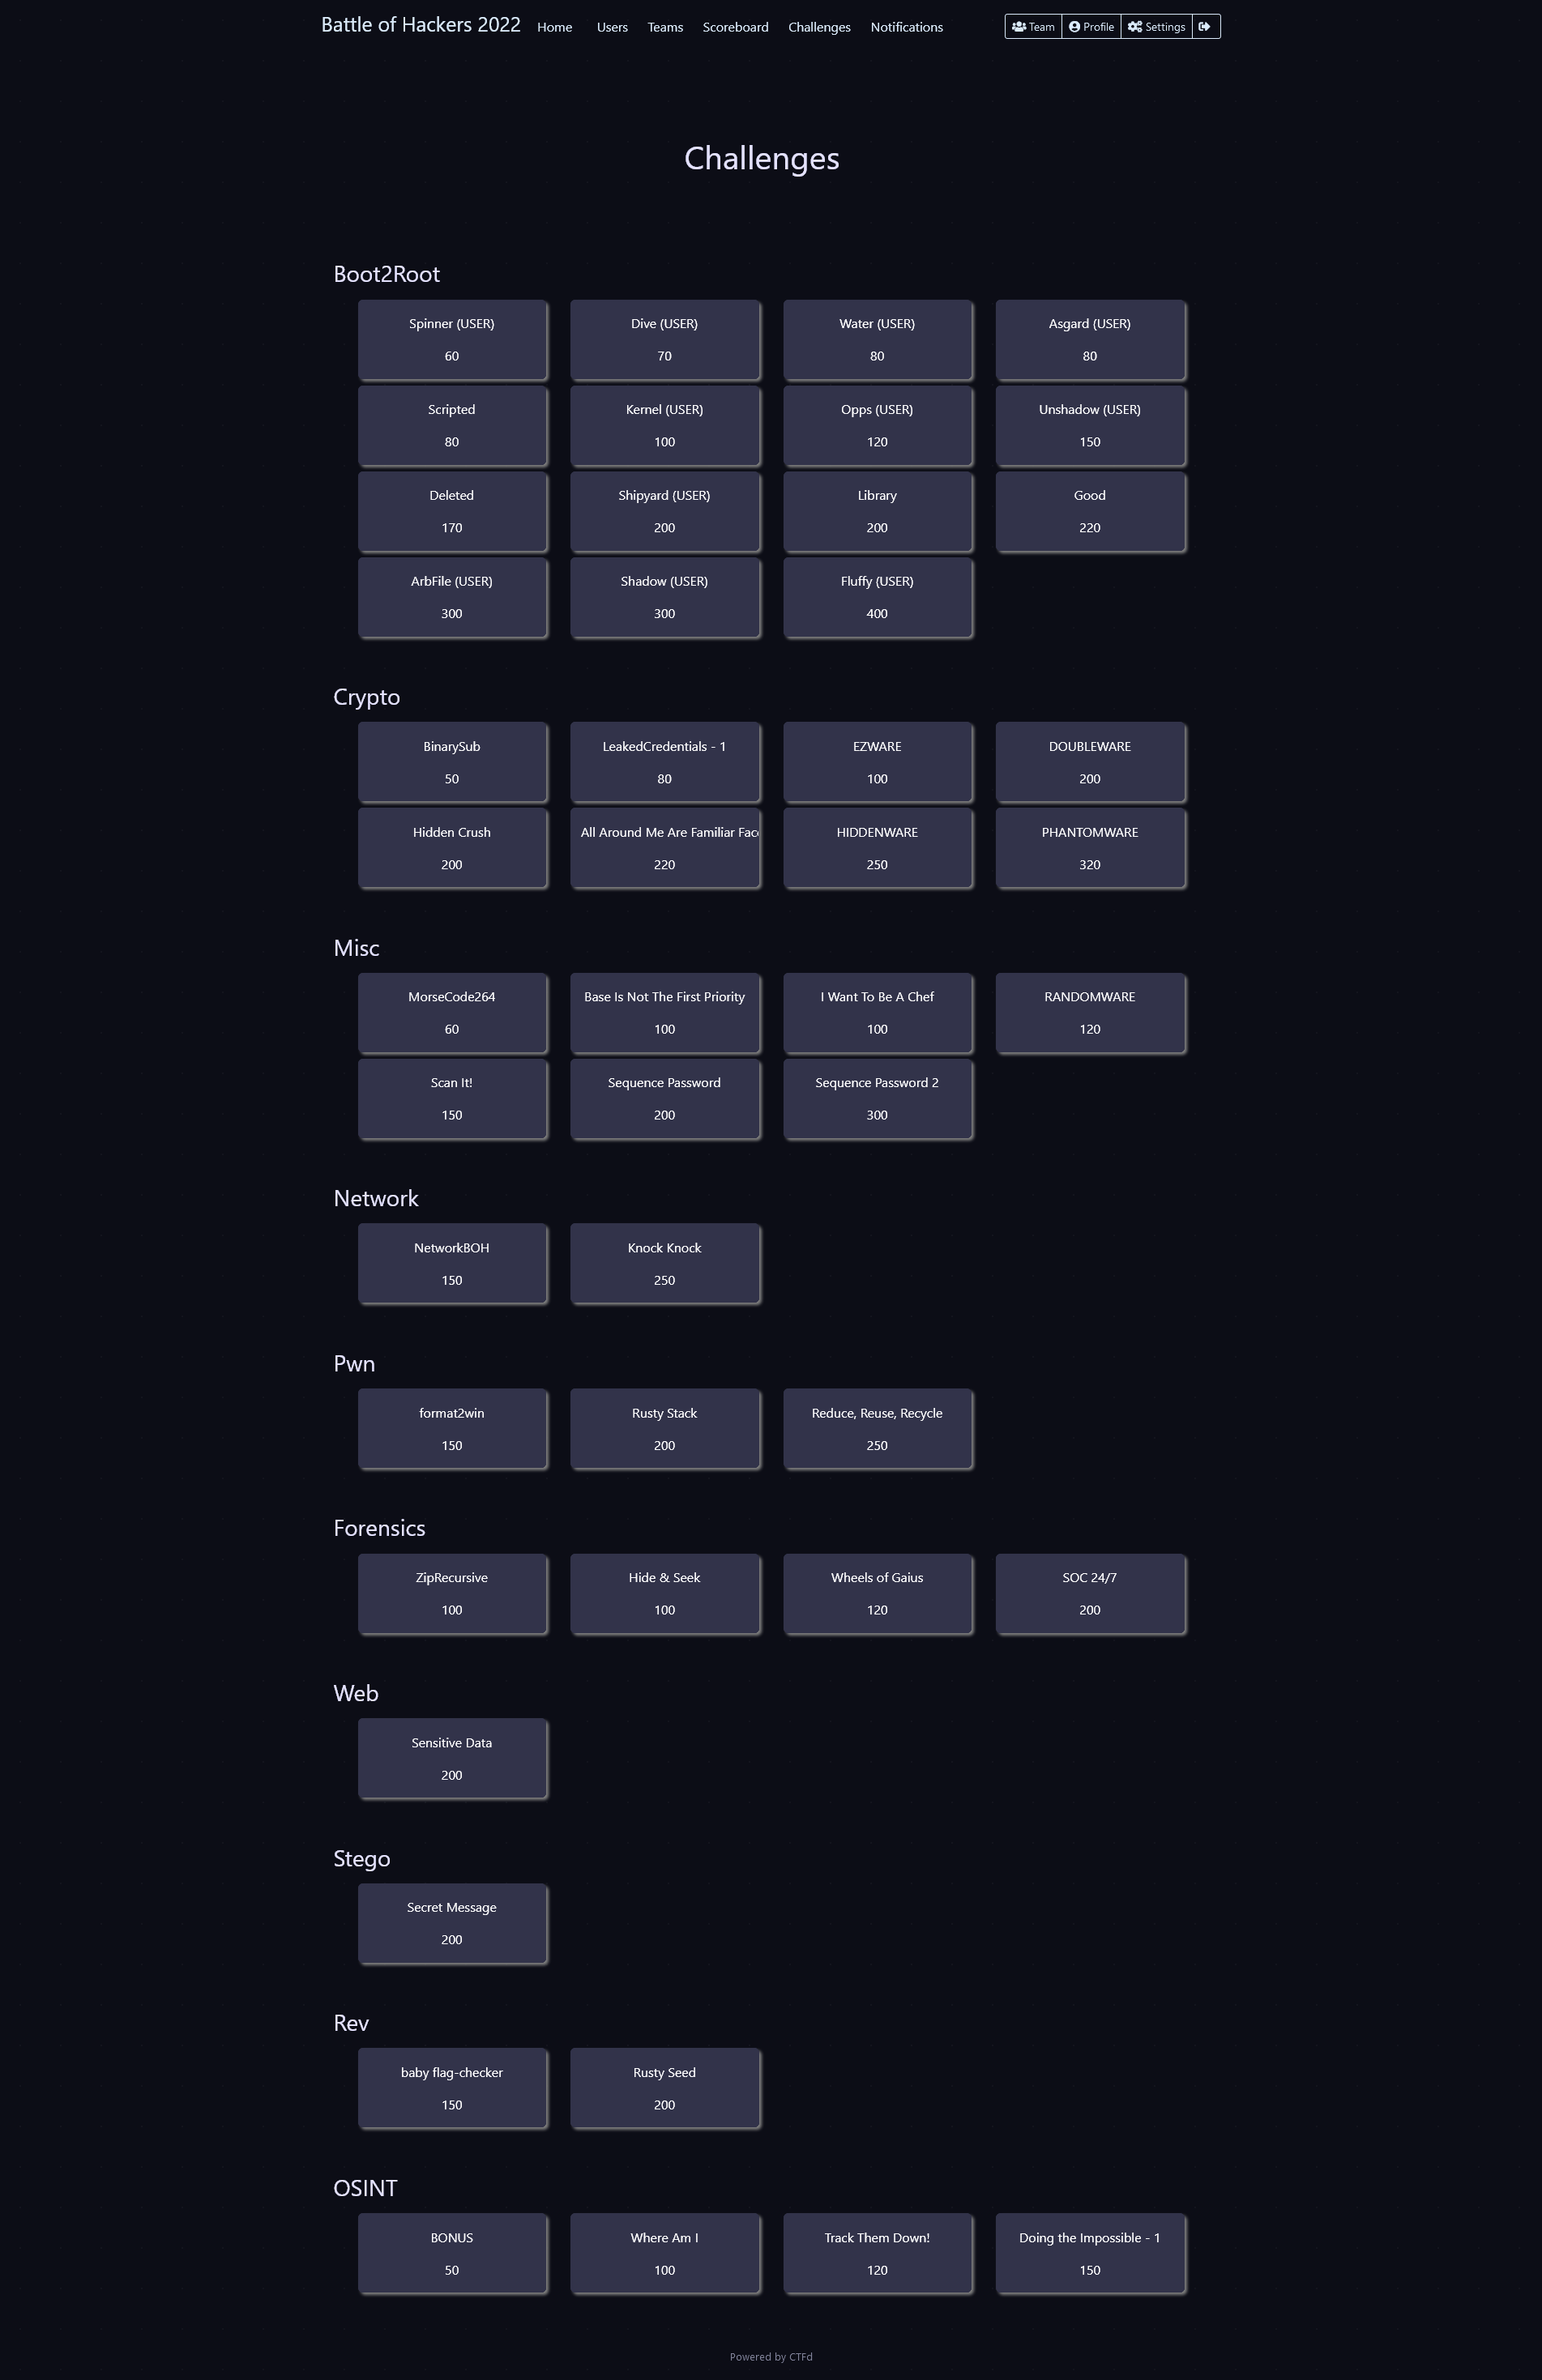 Battle of Hackers 2022 Home Users Teams Scoreboard Challenges Notifications Team Profile Settings
Challenges
Boot2Root
Spinner (USER) Dive (USER) Water (USER) Asgard (USER)
60 70 80 80
Scripted Kernel (USER) Opps (USER) Unshadow (USER)
80 100 120 150
Deleted Shipyard (USER) Library Good
170 200 200 220
ArbFile (USER) Shadow (USER) Fluffy (USER)
300 300 400
Crypto
BinarySub LeakedCredentials - 1 EZWARE DOUBLEWARE
50 80 100 200
Hidden Crush All Around Me Are Familiar Fac HIDDENWARE PHANTOMWARE
200 220 250 320
Misc
MorseCode264 Base Is Not The First Priority I Want To Be A Chef RANDOMWARE
60 100 100 120
Scan It! Sequence Password Sequence Password 2
150 200 300
Network
NetworkBOH Knock Knock
150 250
Pwn
format2win Rusty Stack Reduce, Reuse, Recycle
150 200 250
Forensics
ZipRecursive Hide & Seek Wheels of Gaius SOC 24/7
100 100 120 200
Web
Sensitive Data
200
Stego
Secret Message
200
Rev
baby flag-checker Rusty Seed
150 200
OSINT
BONUS Where Am I Track Them Down! Doing the Impossible - 1
50 100 120 150
Powered by CTFd